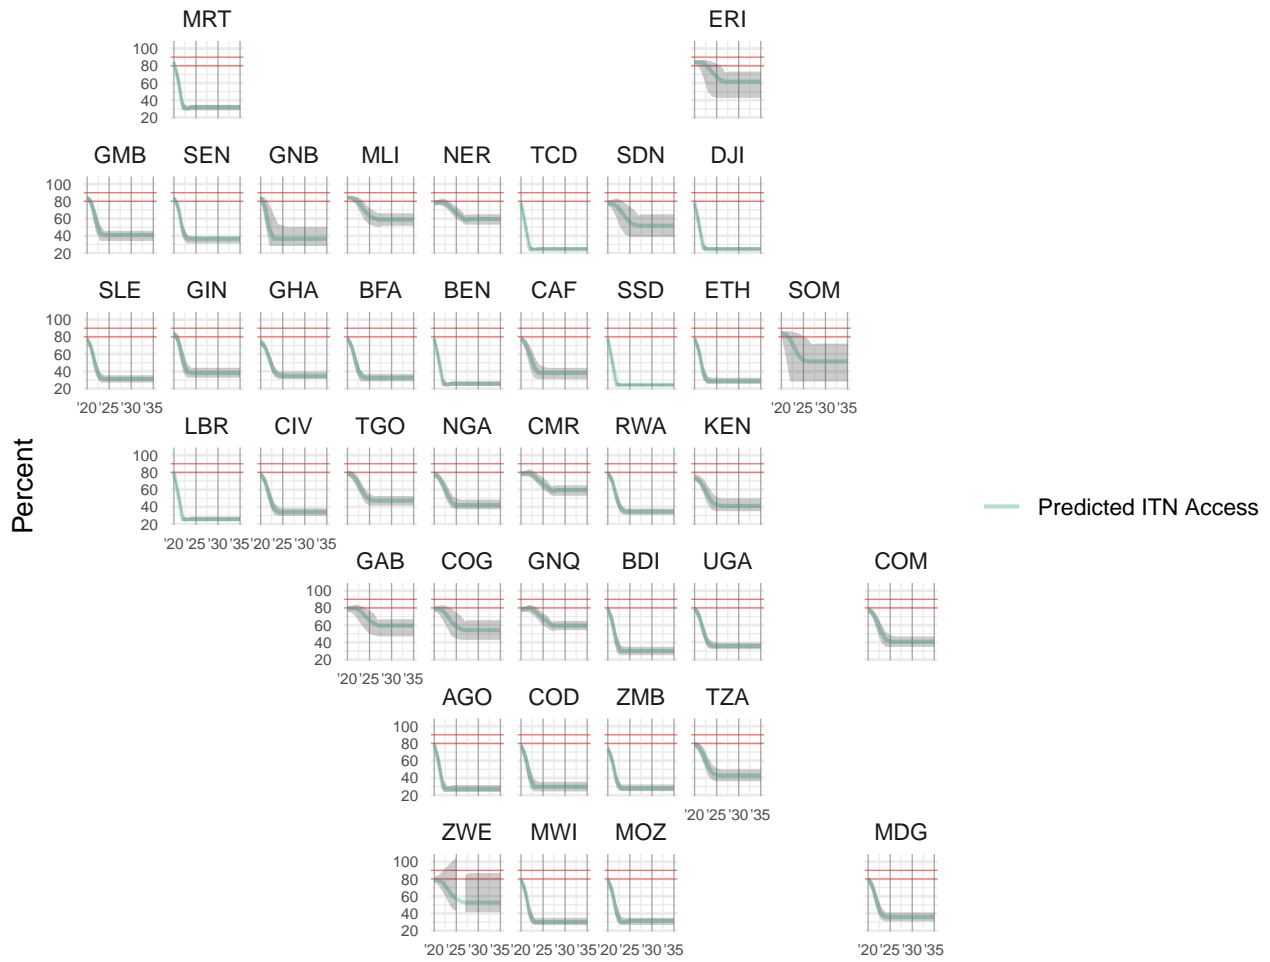 MRT ERI
100
80
60
40
20
GMB SEN GNB MLI NER TCD SDN DJI
100
80
60
40
20
SLE GIN GHA BFA BEN CAF SSD ETH SOM
100
80
60
40
20
'20 '25 '30 '35 '20 '25 '30 '35
LBR CIV TGO NGA CMR RWA KEN
100
80
60
40
20
'20 '25 '30 '35 '20 '25 '30 '35
GAB COG GNQ BDI UGA COM
100
80
60
40
20
'20 '25 '30 '35
AGO COD ZMB TZA
100
80
60
40
20
'20 '25 '30 '35
ZWE MWI MOZ MDG
100
80
60
40
20
'20 '25 '30 '35 '20 '25 '30 '35 '20 '25 '30 '35 '20 '25 '30 '35
Percent
Predicted ITN Access